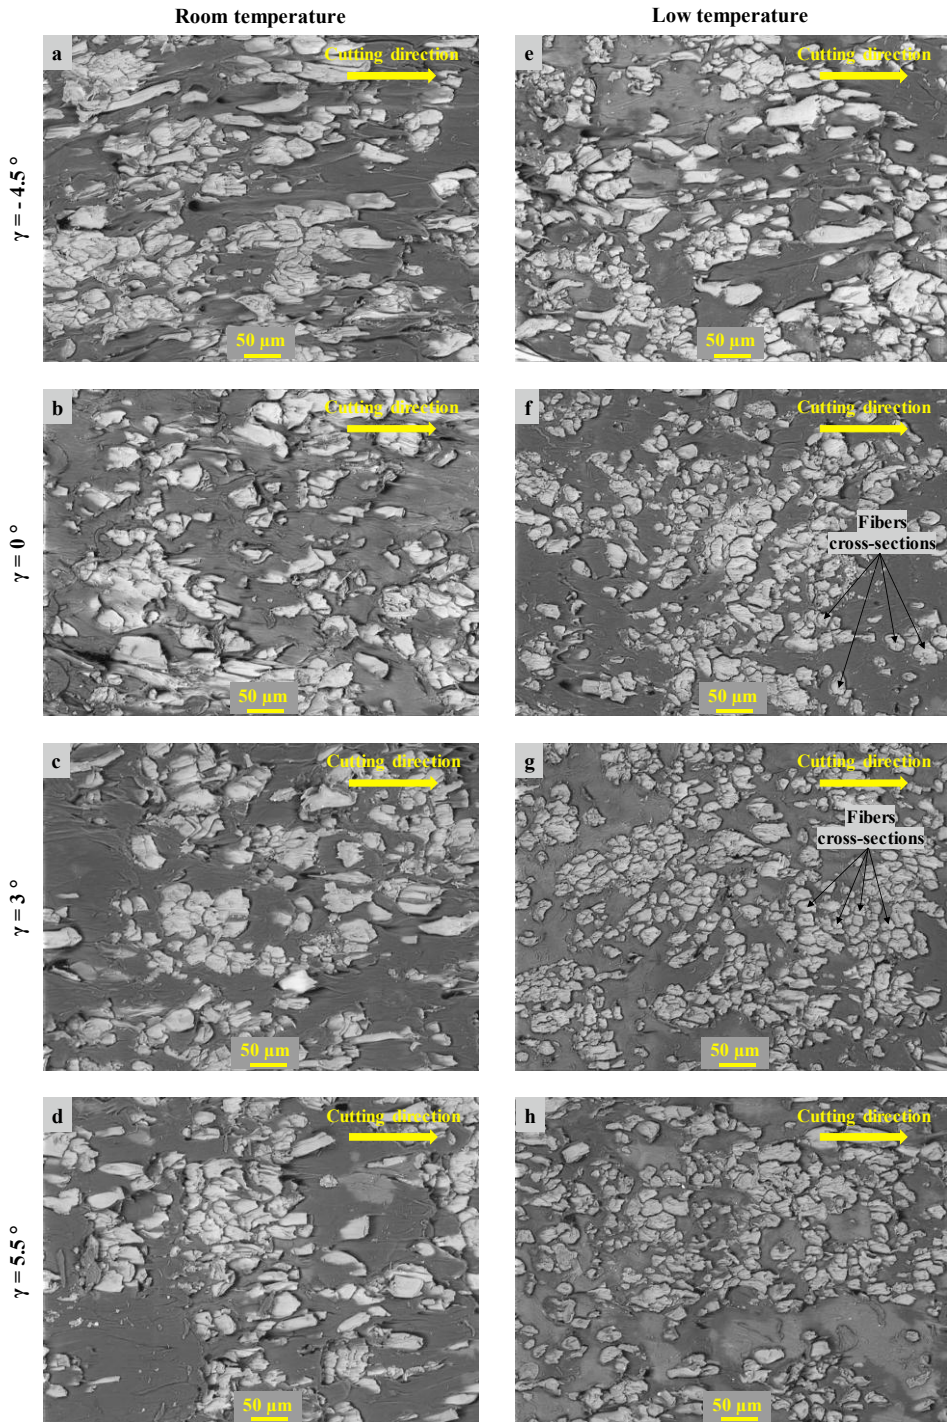 Room temperature
Low temperature
γ = - 4.5 °
a
Cutting direction
50 µm
e
Cutting direction
50 µm
γ = 0 °
b
Cutting direction
50 µm
f
Cutting direction
Fibers
cross-sections
50 µm
γ = 3 °
c
Cutting direction
50 µm
g
Cutting direction
Fibers
cross-sections
50 µm
γ = 5.5 °
d
Cutting direction
50 µm
h
Cutting direction
50 µm